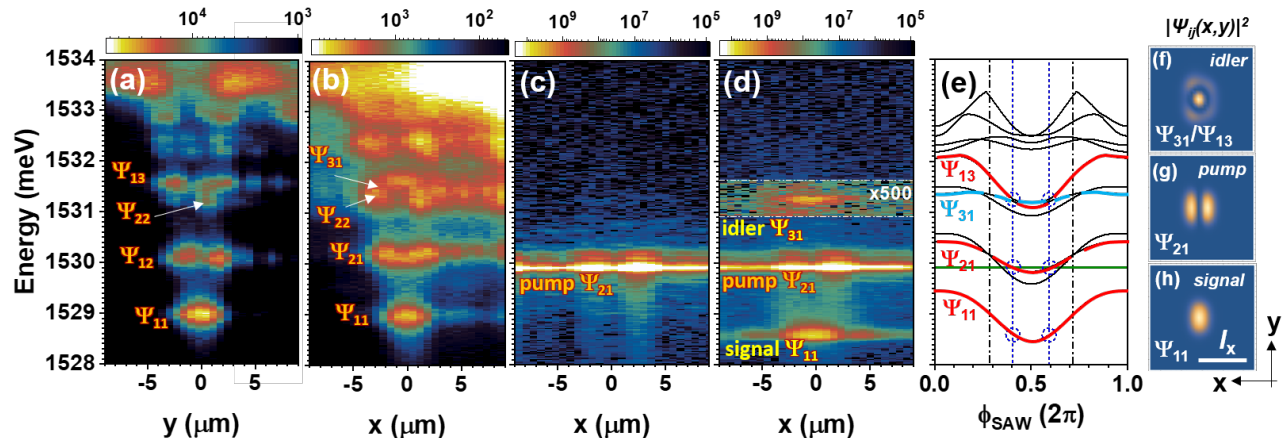 10⁴ 10³
10³ 10²
10⁹ 10⁷ 10⁵
10⁹ 10⁷ 10⁵
|Ψij(x,y)|²
Energy (meV)
1534
1533
1532
1531
1530
1529
1528
(a)
Ψ13
Ψ22
Ψ12
Ψ11
-5 0 5
y (μm)
(b)
Ψ31
Ψ22
Ψ21
Ψ11
-5 0 5
x (μm)
(c)
pump Ψ21
-5 0 5
x (μm)
(d)
x500
idler Ψ31
pump Ψ21
signal Ψ11
-5 0 5
x (μm)
(e)
Ψ13
Ψ31
Ψ21
Ψ11
0.0 0.5 1.0
ϕSAW (2π)
(f) idler
Ψ31/Ψ13
(g) pump
Ψ21
(h) signal
Ψ11
lx
y
x